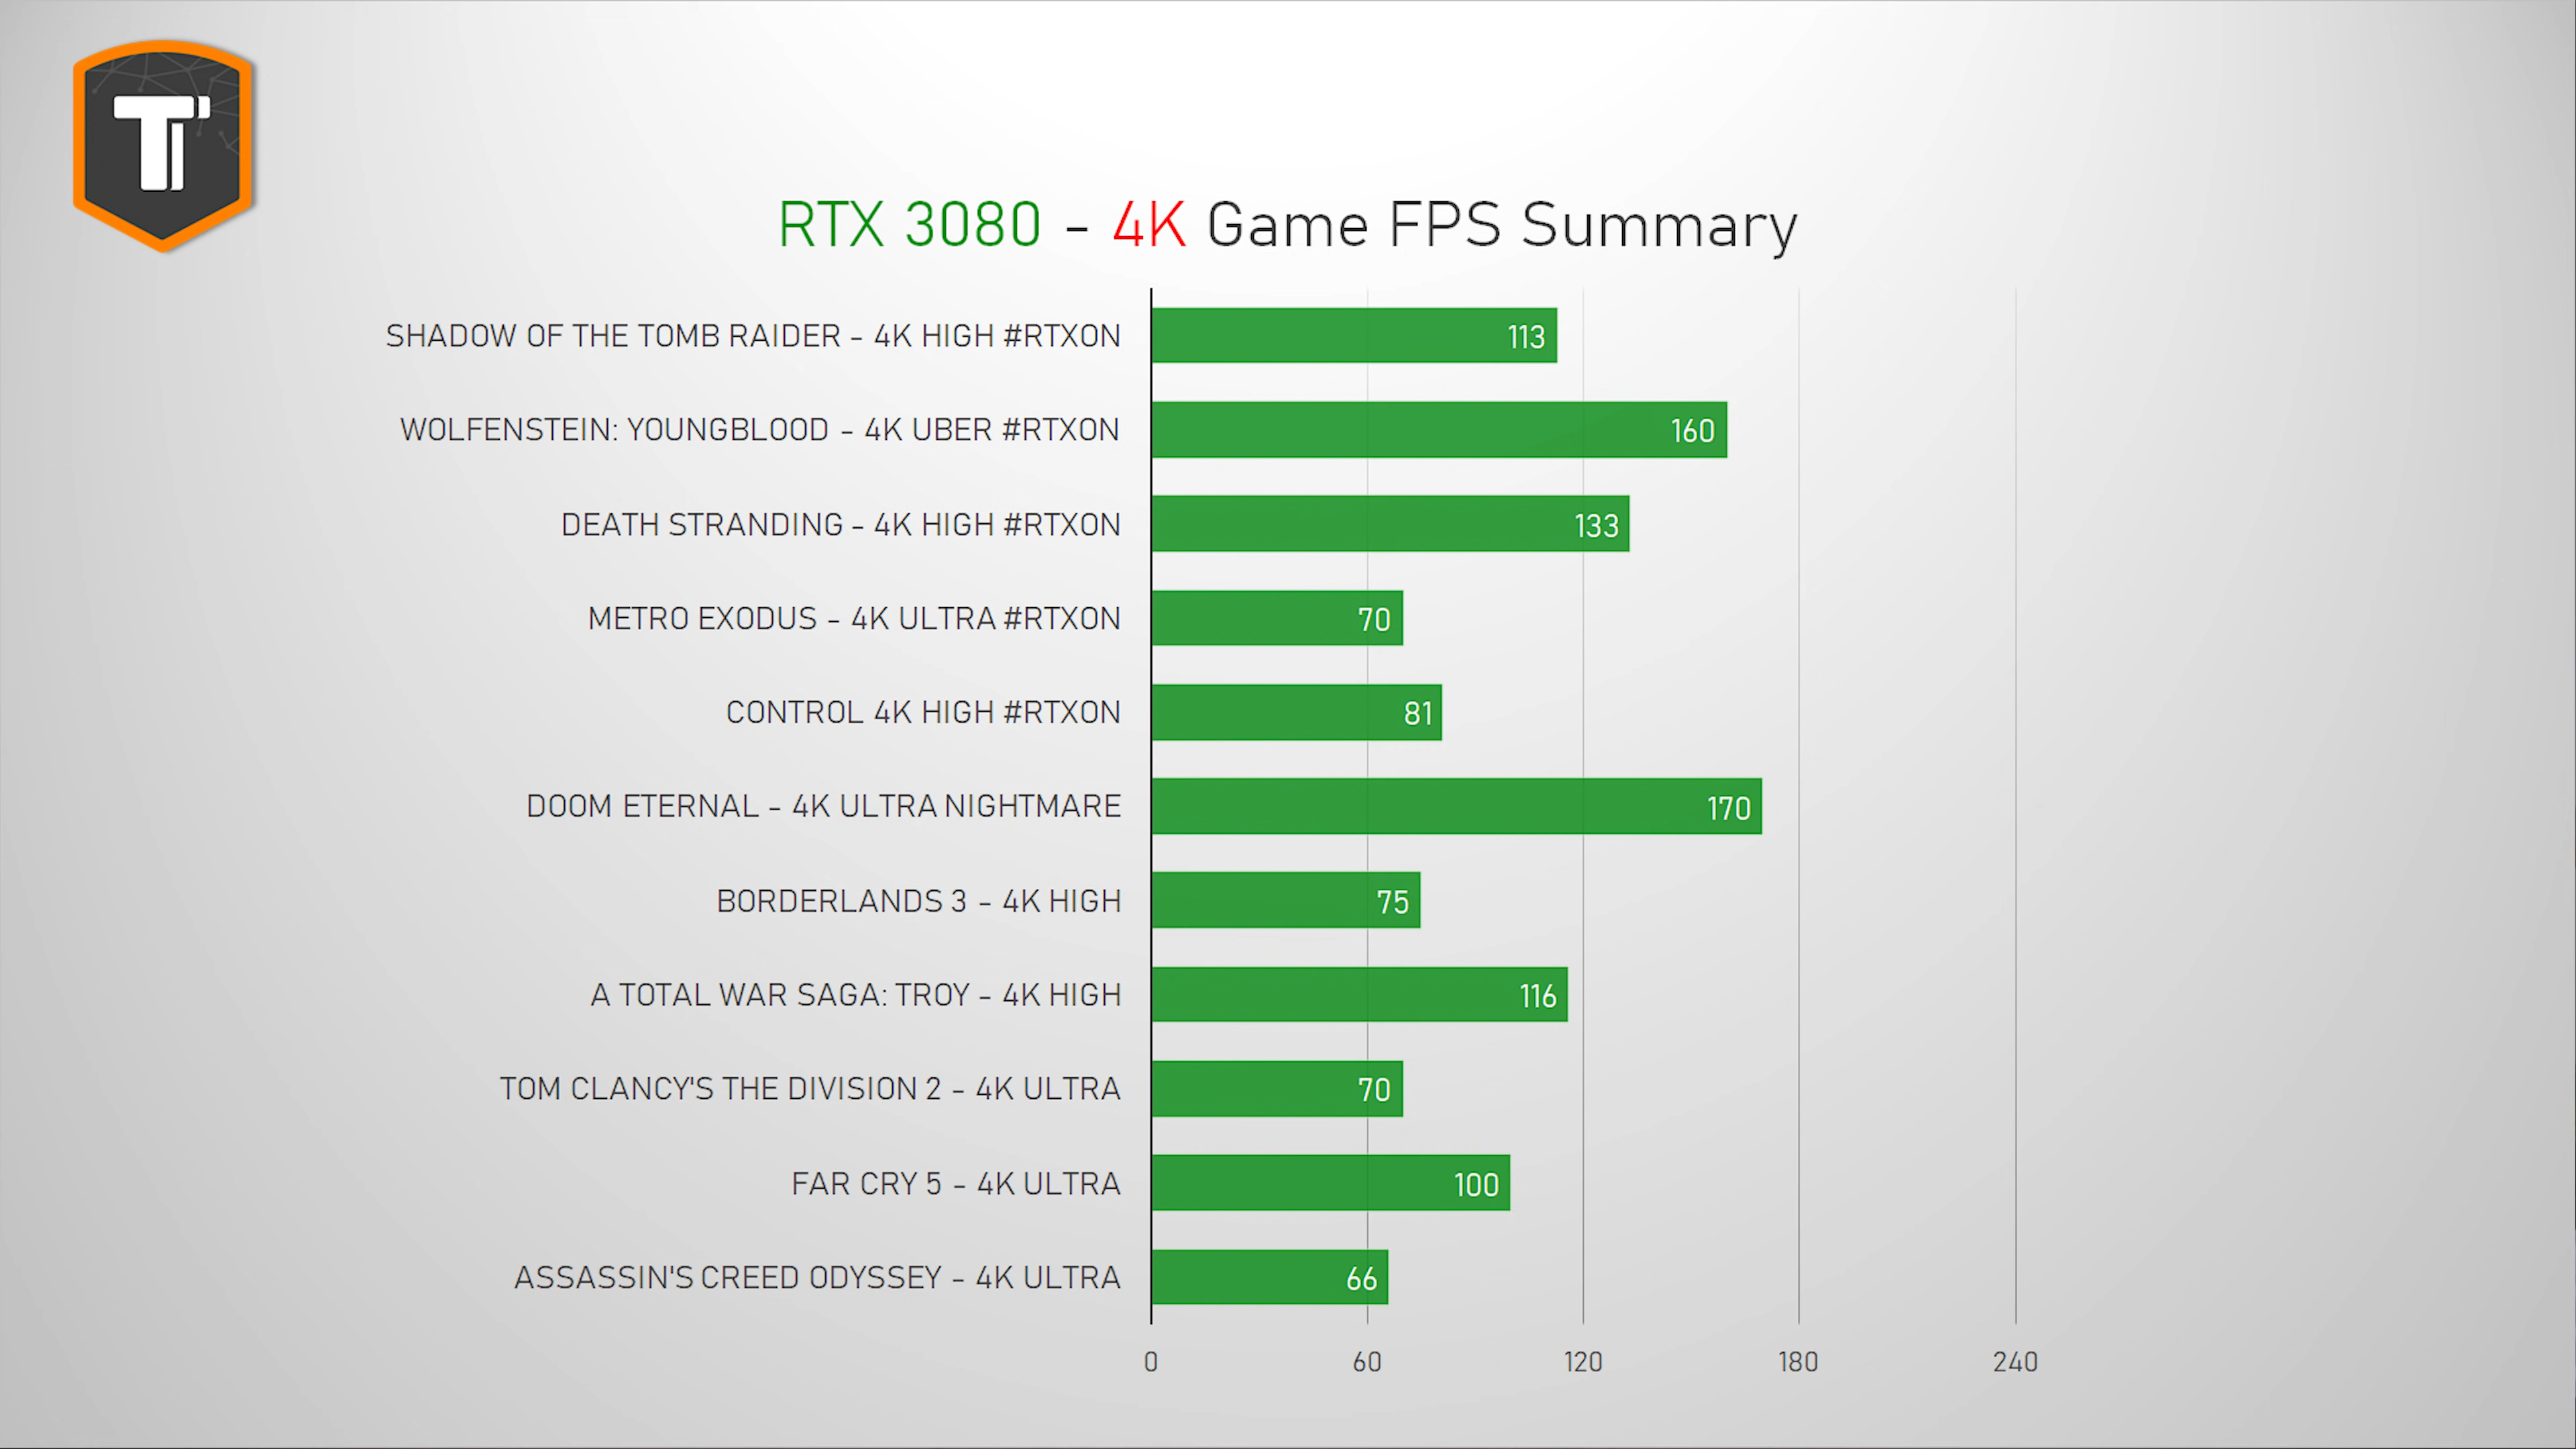 T
RTX 3080 - 4K Game FPS Summary
SHADOW OF THE TOMB RAIDER - 4K HIGH #RTXON 113
WOLFENSTEIN: YOUNGBLOOD - 4K UBER #RTXON 160
DEATH STRANDING - 4K HIGH #RTXON 133
METRO EXODUS - 4K ULTRA #RTXON 70
CONTROL 4K HIGH #RTXON 81
DOOM ETERNAL - 4K ULTRA NIGHTMARE 170
BORDERLANDS 3 - 4K HIGH 75
A TOTAL WAR SAGA: TROY - 4K HIGH 116
TOM CLANCY'S THE DIVISION 2 - 4K ULTRA 70
FAR CRY 5 - 4K ULTRA 100
ASSASSIN'S CREED ODYSSEY - 4K ULTRA 66
0 60 120 180 240